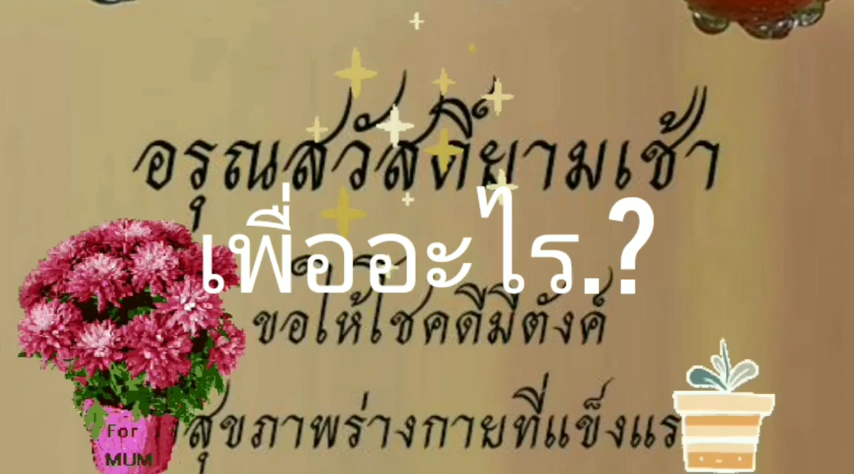 อรุณสวัสดิ์ยามเช้า
เพื่ออะไร.?
ขอให้โชคดีมีตังค์
สุขภาพร่างกายที่แข็งแร
For
MUM